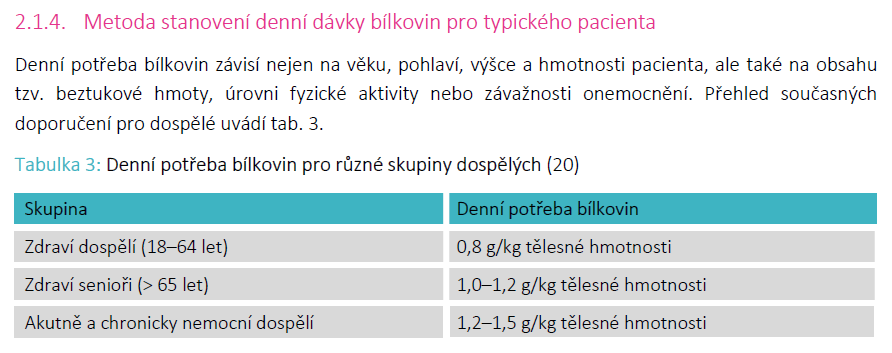 2.1.4. Metoda stanovení denní dávky bílkovin pro typického pacienta
Denní potřeba bílkovin závisí nejen na věku, pohlaví, výšce a hmotnosti pacienta, ale také na obsahu
tzv. beztukové hmoty, úrovni fyzické aktivity nebo závažnosti onemocnění. Přehled současných
doporučení pro dospělé uvádí tab. 3.
Tabulka 3: Denní potřeba bílkovin pro různé skupiny dospělých (20)
Skupina Denní potřeba bílkovin
Zdraví dospělí (18–64 let) 0,8 g/kg tělesné hmotnosti
Zdraví senioři (> 65 let) 1,0–1,2 g/kg tělesné hmotnosti
Akutně a chronicky nemocní dospělí 1,2–1,5 g/kg tělesné hmotnosti